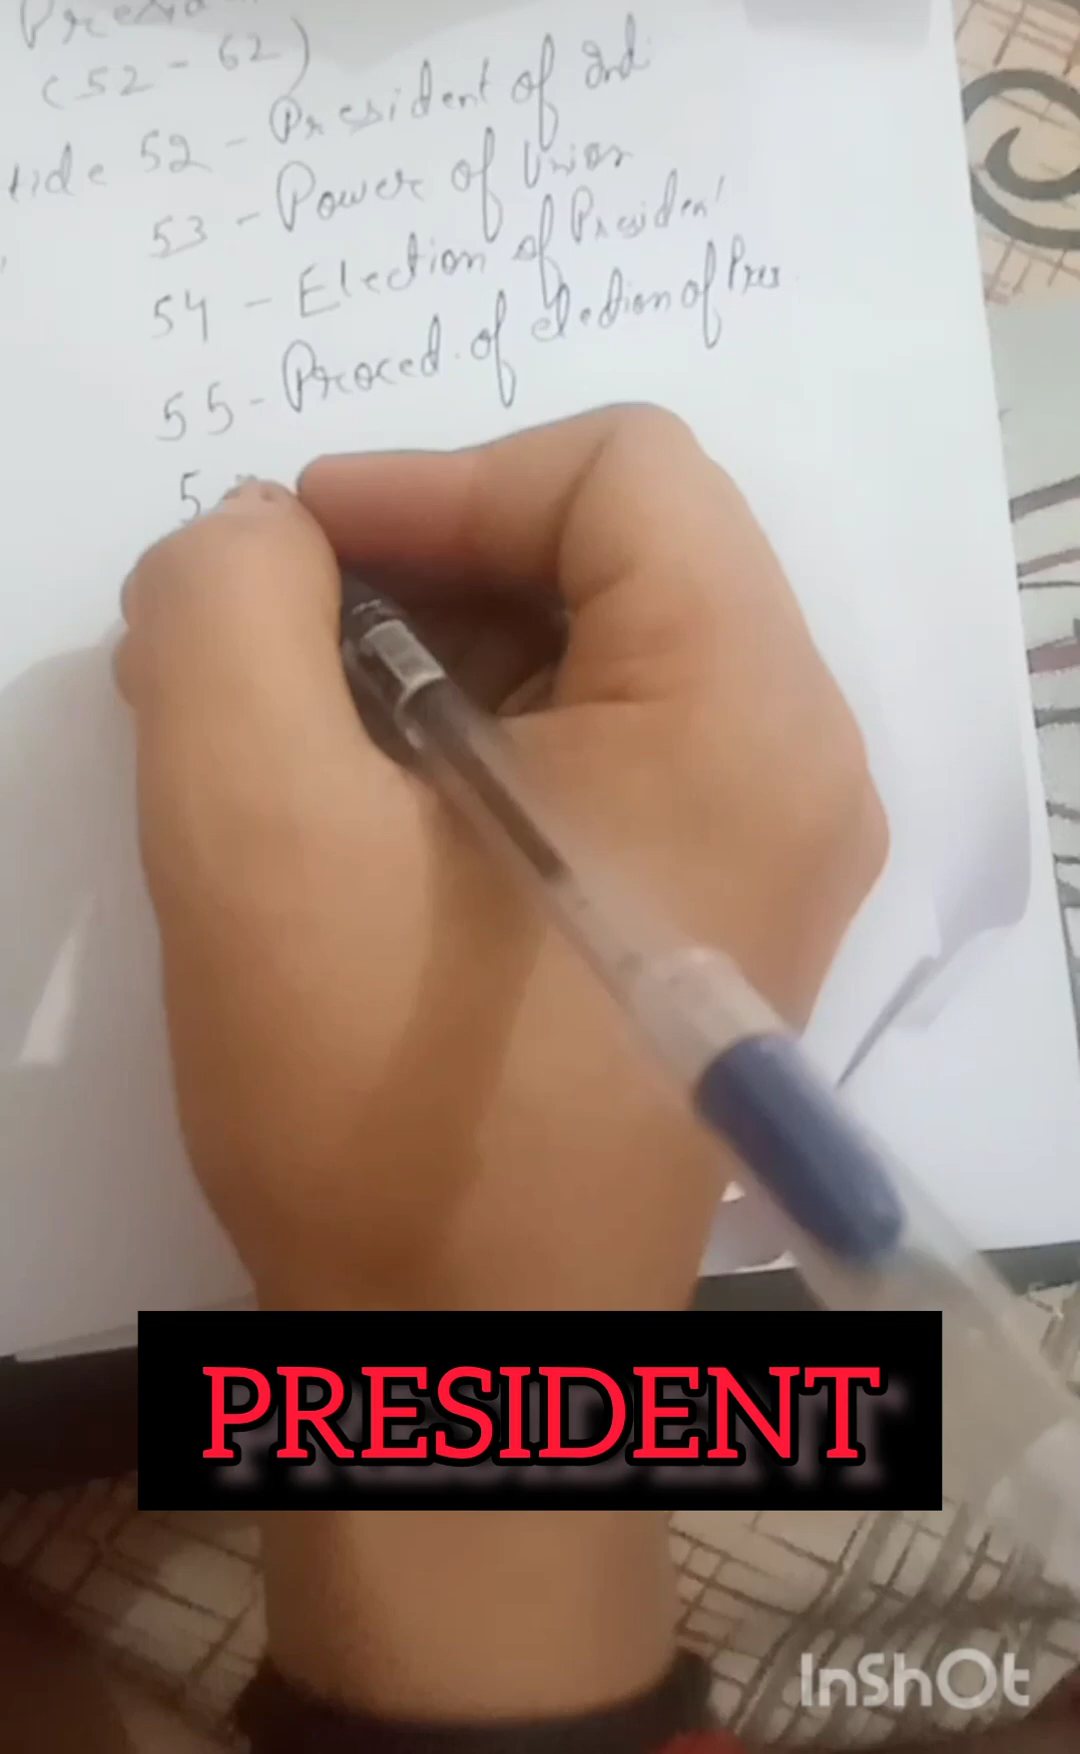 (52 - 62)
52 - President of Ind.
53 - Power of Union
54 - Election of President
55 - Proced. of election of Pres
5
PRESIDENT
InShOt